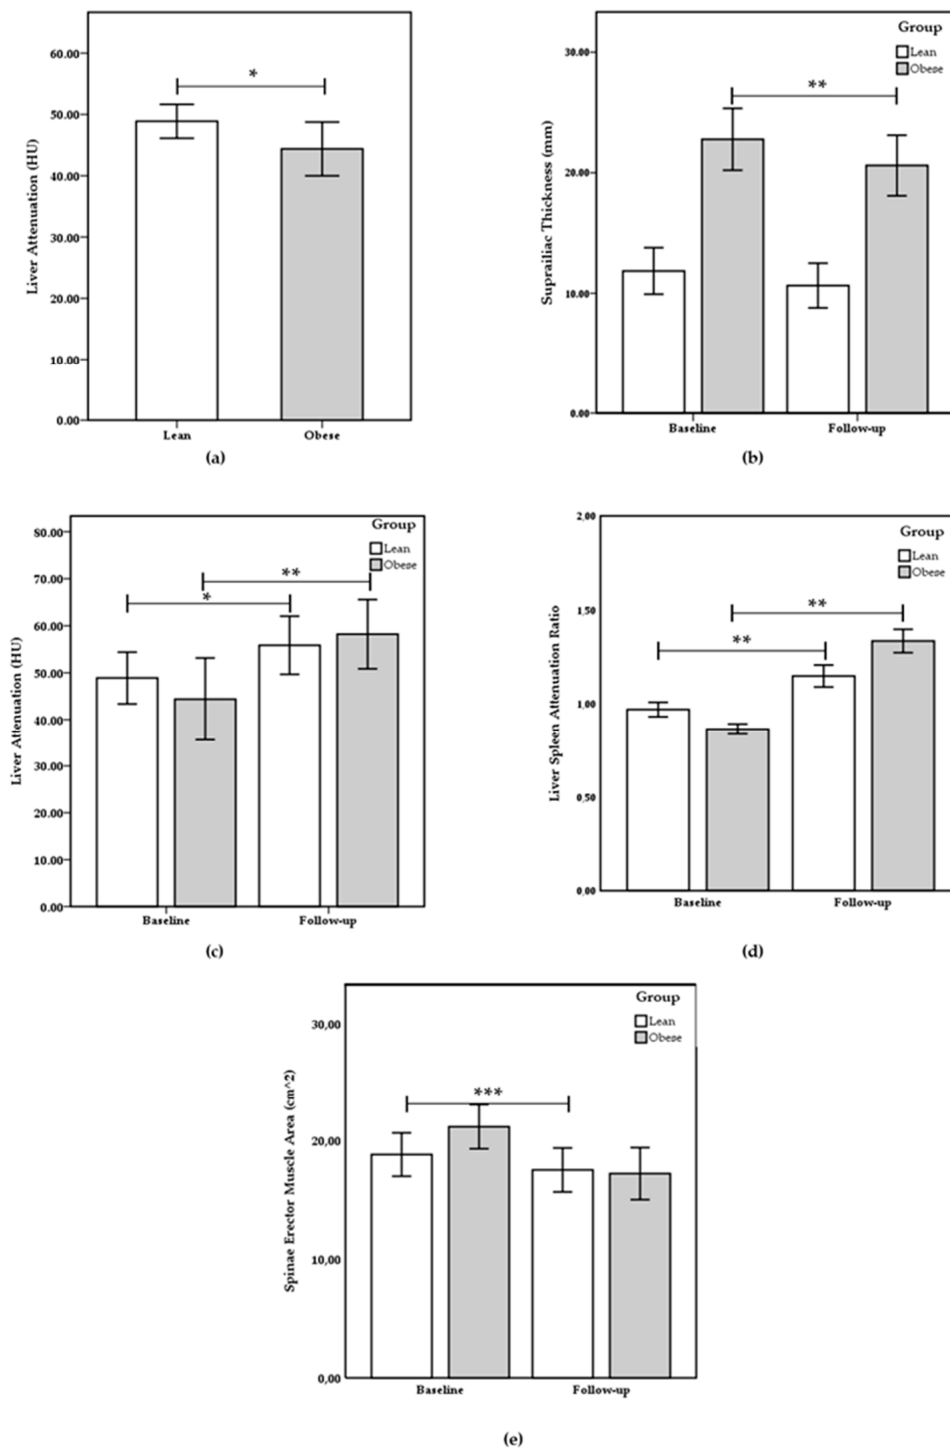 60.00
50.00
40.00
30.00
20.00
10.00
0.00
Liver Attenuation (HU)
*
Lean
Obese
(a)
Group
Lean
Obese
30.00
20.00
10.00
0.00
Suprailiac Thickness (mm)
**
Baseline
Follow-up
(b)
Group
Lean
Obese
80.00
70.00
60.00
50.00
40.00
30.00
20.00
10.00
0.00
Liver Attenuation (HU)
**
*
Baseline
Follow-up
(c)
Group
Lean
Obese
2,00
1,50
1,00
0,50
0,00
Liver Spleen Attenuation Ratio
**
**
Baseline
Follow-up
(d)
Group
Lean
Obese
30,00
20,00
10,00
0,00
Spinae Erector Muscle Area (cm^2)
***
Baseline
Follow-up
(e)